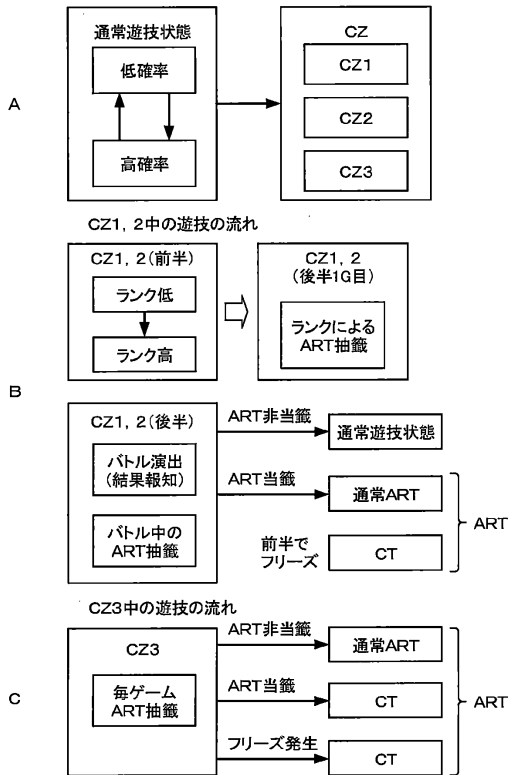 A
通常遊技状態
低確率
高確率
CZ
CZ1
CZ2
CZ3
CZ1, 2中の遊技の流れ
B
CZ1, 2(前半)
ランク低
ランク高
CZ1, 2
(後半1G目)
ランクによる
ART抽籤
CZ1, 2(後半)
バトル演出
(結果報知)
バトル中の
ART抽籤
ART非当籤
通常遊技状態
ART当籤
通常ART
前半で
フリーズ
CT
ART
CZ3中の遊技の流れ
C
CZ3
毎ゲーム
ART抽籤
ART非当籤
通常ART
ART当籤
CT
フリーズ発生
CT
ART